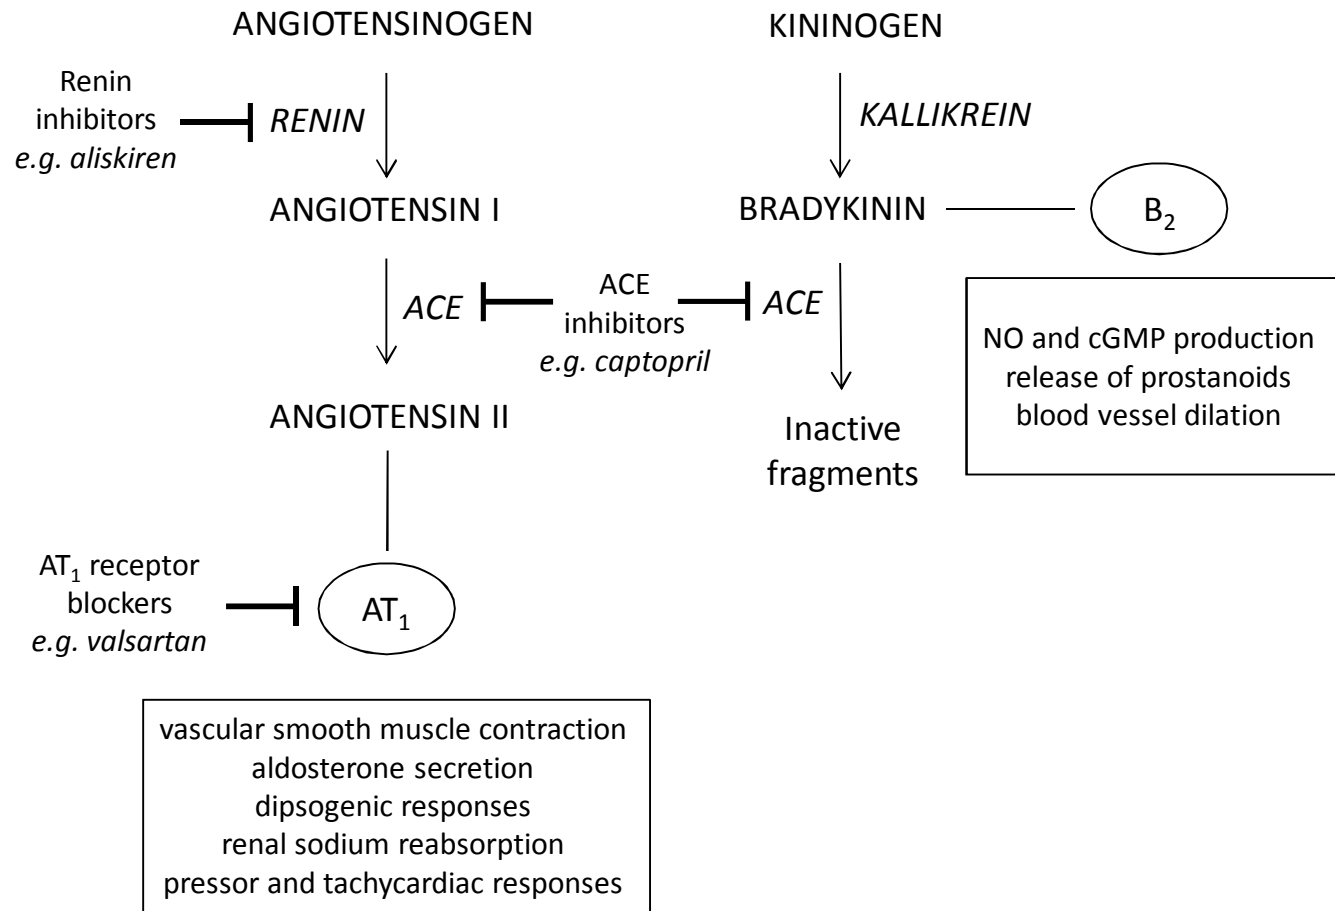 ANGIOTENSINOGEN
KININOGEN
Renin
inhibitors
e.g. aliskiren
RENIN
KALLIKREIN
ANGIOTENSIN I
BRADYKININ
B₂
ACE
ACE
inhibitors
e.g. captopril
ACE
NO and cGMP production
release of prostanoids
blood vessel dilation
ANGIOTENSIN II
Inactive
fragments
AT₁ receptor
blockers
e.g. valsartan
AT₁
vascular smooth muscle contraction
aldosterone secretion
dipsogenic responses
renal sodium reabsorption
pressor and tachycardiac responses